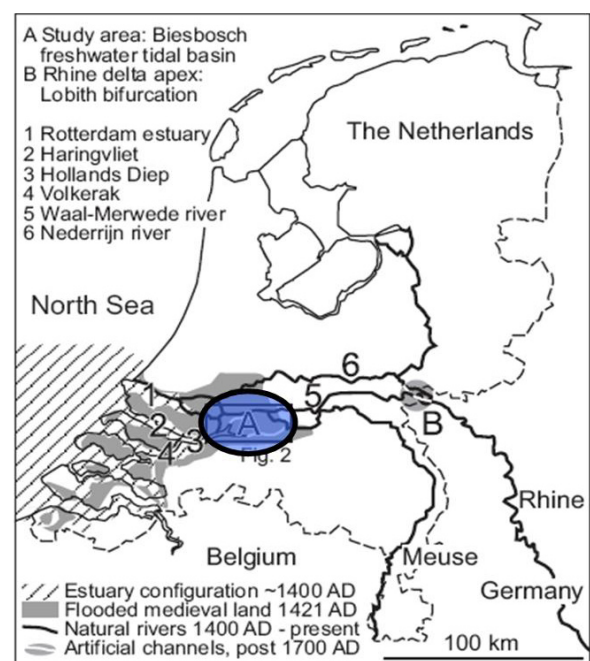 A Study area: Biesbosch
freshwater tidal basin
B Rhine delta apex:
Lobith bifurcation
1 Rotterdam estuary
2 Haringvliet
3 Hollands Diep
4 Volkerak
5 Waal-Merwede river
6 Nederrijn river
The Netherlands
North Sea
6
1
5
2
A
B
3
4
Fig. 2
Rhine
Belgium
Meuse
Germany
Estuary configuration ~1400 AD
Flooded medieval land 1421 AD
Natural rivers 1400 AD - present
Artificial channels, post 1700 AD
100 km